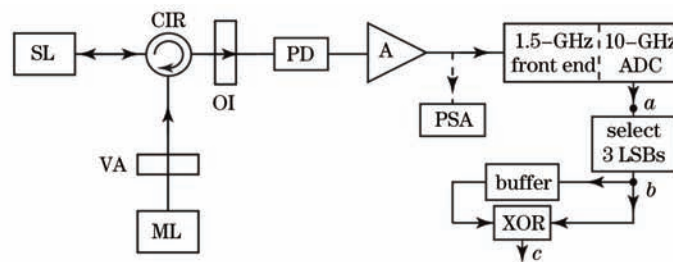 CIR
SL
PD
A
1.5–GHz
front end
10–GHz
ADC
OI
PSA
a
VA
select
3 LSBs
buffer
b
ML
XOR
c